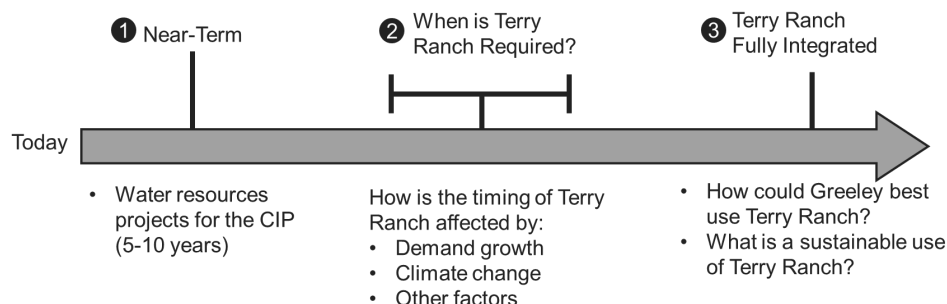 1 Near-Term
2 When is Terry
Ranch Required?
3 Terry Ranch
Fully Integrated
Today
• Water resources
projects for the CIP
(5-10 years)
How is the timing of Terry
Ranch affected by:
• Demand growth
• Climate change
• Other factors
• How could Greeley best
use Terry Ranch?
• What is a sustainable use
of Terry Ranch?